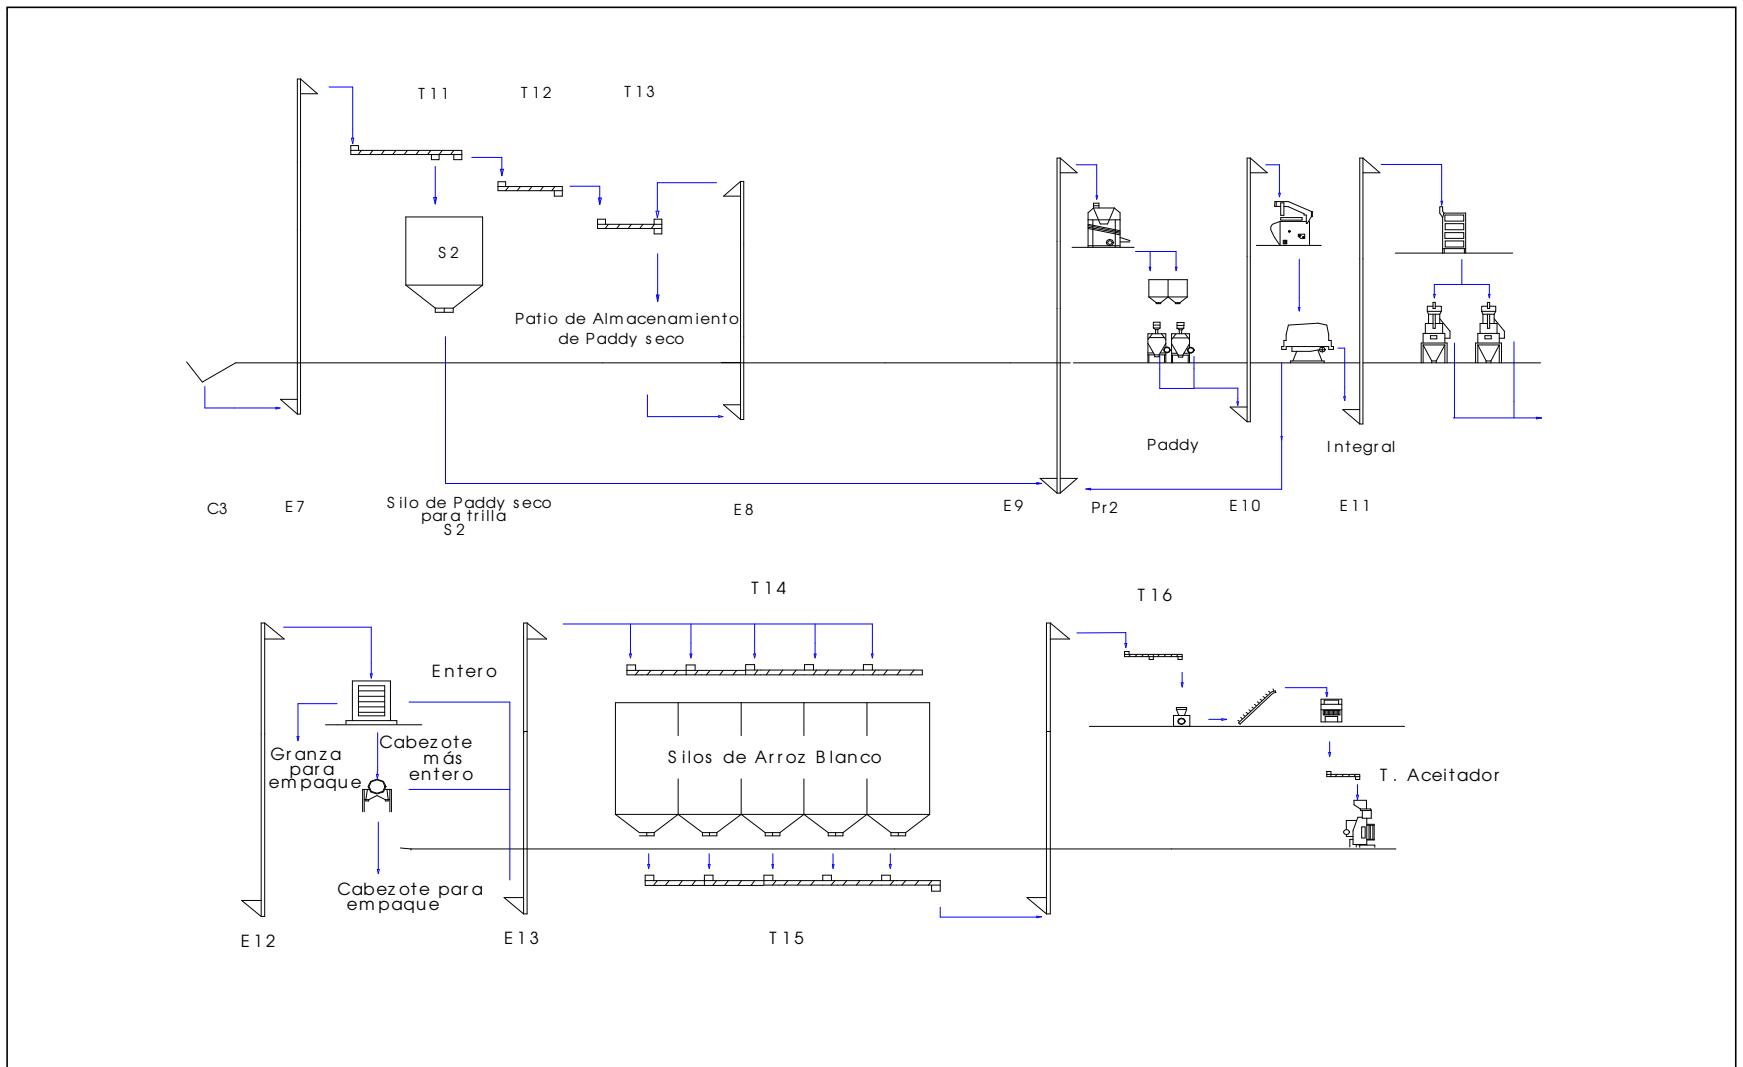 T11
T12
T13
S2
Patio de Almacenamiento
de Paddy seco
Paddy
Integral
C3
E7
Silo de Paddy seco
para trilla
S2
E8
E9
Pr2
E10
E11
T14
T16
Entero
Granza
para
empaque
Cabezote
más
entero
Silos de Arroz Blanco
T. Aceitador
Cabezote para
empaque
E12
E13
T15